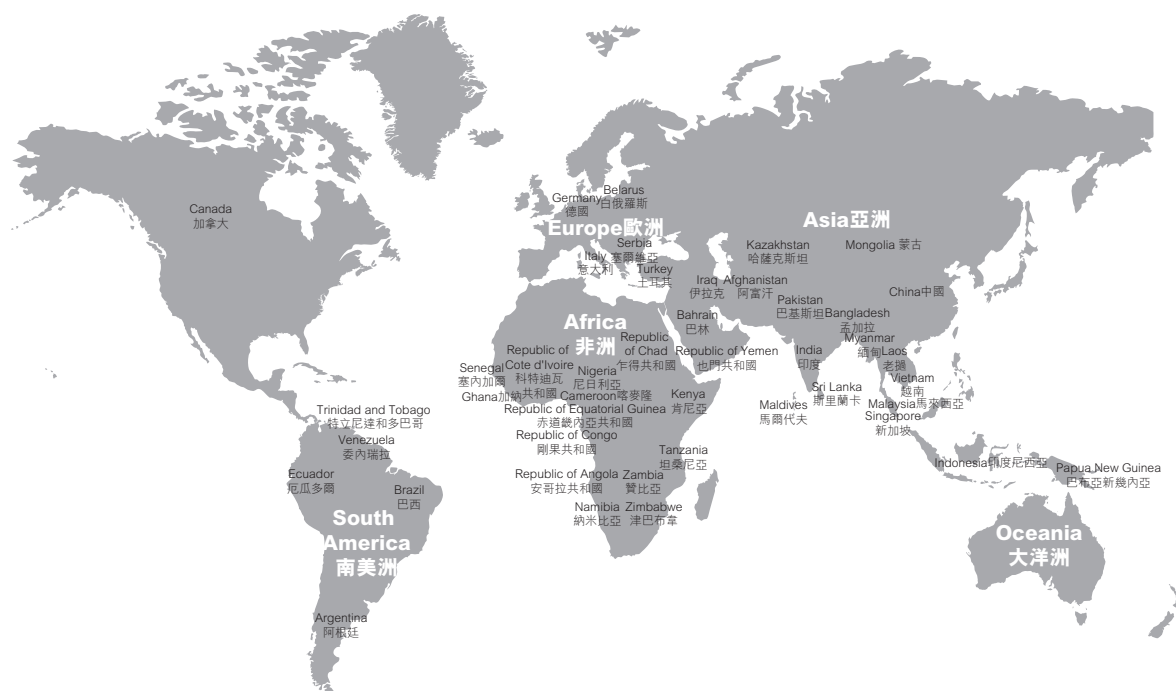 Canada
加拿大
Trinidad and Tobago
特立尼達和多巴哥
Venezuela
委內瑞拉
Ecuador
厄瓜多爾
Brazil
巴西
South
America
南美洲
Argentina
阿根廷
Germany
德國
Belarus
白俄羅斯
Europe歐洲
Serbia
塞爾維亞
Italy
意大利
Turkey
土耳其
Africa
非洲
Republic of
Cote d'Ivoire
科特迪瓦
共和國
Republic
of Chad
乍得共和國
Senegal
塞內加爾
Ghana加納
Nigeria
尼日利亞
Cameroon喀麥隆
Republic of Equatorial Guinea
赤道畿內亞共和國
Republic of Congo
剛果共和國
Kenya
肯尼亞
Tanzania
坦桑尼亞
Republic of Angola
安哥拉共和國
Zambia
贊比亞
Namibia
納米比亞
Zimbabwe
津巴布韋
Asia亞洲
Kazakhstan
哈薩克斯坦
Mongolia 蒙古
Iraq
伊拉克
Afghanistan
阿富汗
China中國
Pakistan
巴基斯坦
Bahrain
巴林
Bangladesh
孟加拉
Republic of Yemen
也門共和國
India
印度
Myanmar
緬甸
Laos
老撾
Vietnam
越南
Sri Lanka
斯里蘭卡
Maldives
馬爾代夫
Malaysia馬來西亞
Singapore
新加坡
Indonesia印度尼西亞
Papua New Guinea
巴布亞新幾內亞
Oceania
大洋洲